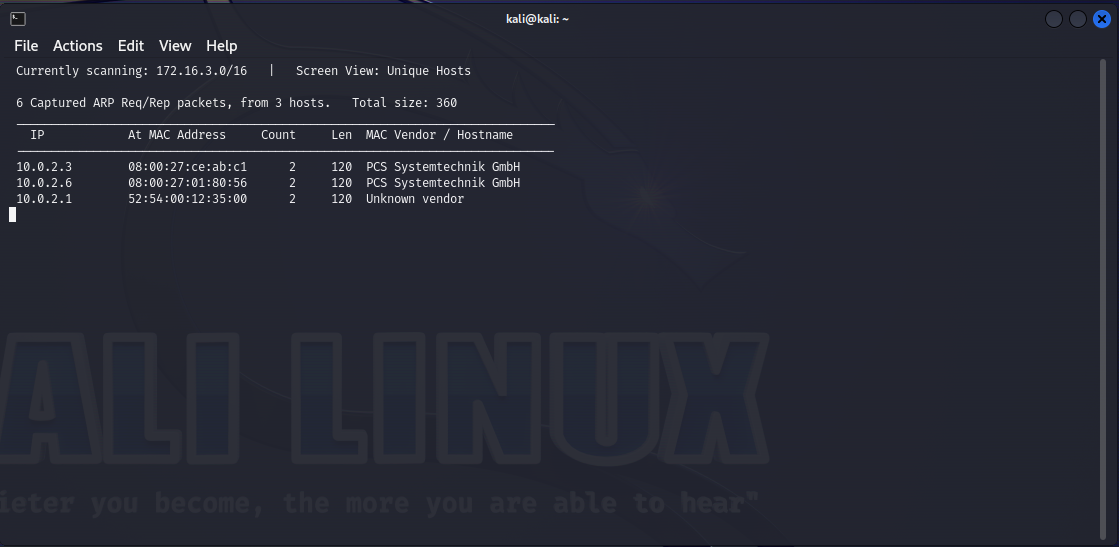 kali@kali: ~
File Actions Edit View Help
Currently scanning: 172.16.3.0/16 | Screen View: Unique Hosts
6 Captured ARP Req/Rep packets, from 3 hosts. Total size: 360
IP At MAC Address Count Len MAC Vendor / Hostname
10.0.2.3 08:00:27:ce:ab:c1 2 120 PCS Systemtechnik GmbH
10.0.2.6 08:00:27:01:80:56 2 120 PCS Systemtechnik GmbH
10.0.2.1 52:54:00:12:35:00 2 120 Unknown vendor
ALI LINUX
ieter you become, the more you are able to hear"